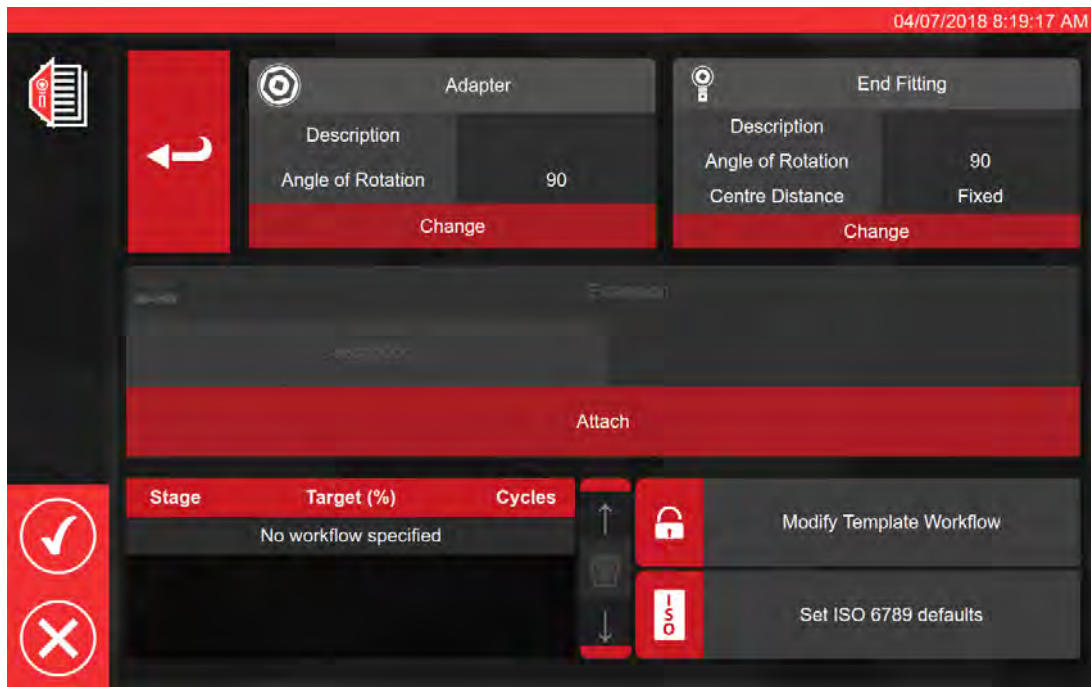 04/07/2018 8:19:17 AM
Adapter
Description
Angle of Rotation 90
Change
End Fitting
Description
Angle of Rotation 90
Centre Distance Fixed
Change
Attach
Stage Target (%) Cycles
No workflow specified
Modify Template Workflow
ISO
Set ISO 6789 defaults